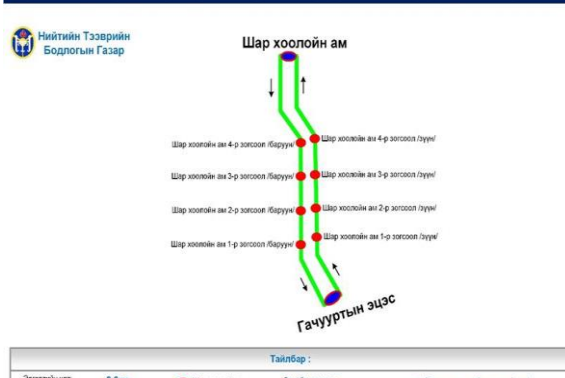 Нийтийн Тээврийн
Бодлогын Газар
Шар хоолойн ам
Шар хоолойн ам 4-р зогсоол /баруун/
Шар хоолойн ам 4-р зогсоол /зүүн/
Шар хоолойн ам 3-р зогсоол /баруун/
Шар хоолойн ам 3-р зогсоол /зүүн/
Шар хоолойн ам 2-р зогсоол /баруун/
Шар хоолойн ам 2-р зогсоол /зүүн/
Шар хоолойн ам 1-р зогсоол /баруун/
Шар хоолойн ам 1-р зогсоол /зүүн/
Гачууртын эцэс
Тайлбар :